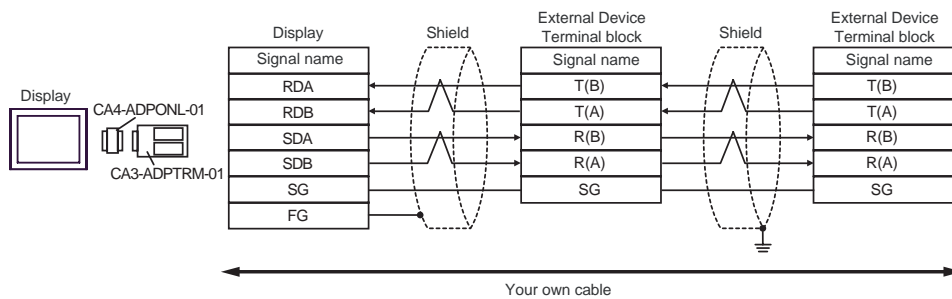 Display
CA4-ADPONL-01
CA3-ADPTRM-01
Display
Signal name
RDA
RDB
SDA
SDB
SG
FG
Shield
External Device
Terminal block
Signal name
T(B)
T(A)
R(B)
R(A)
SG
Shield
External Device
Terminal block
Signal name
T(B)
T(A)
R(B)
R(A)
SG
Your own cable